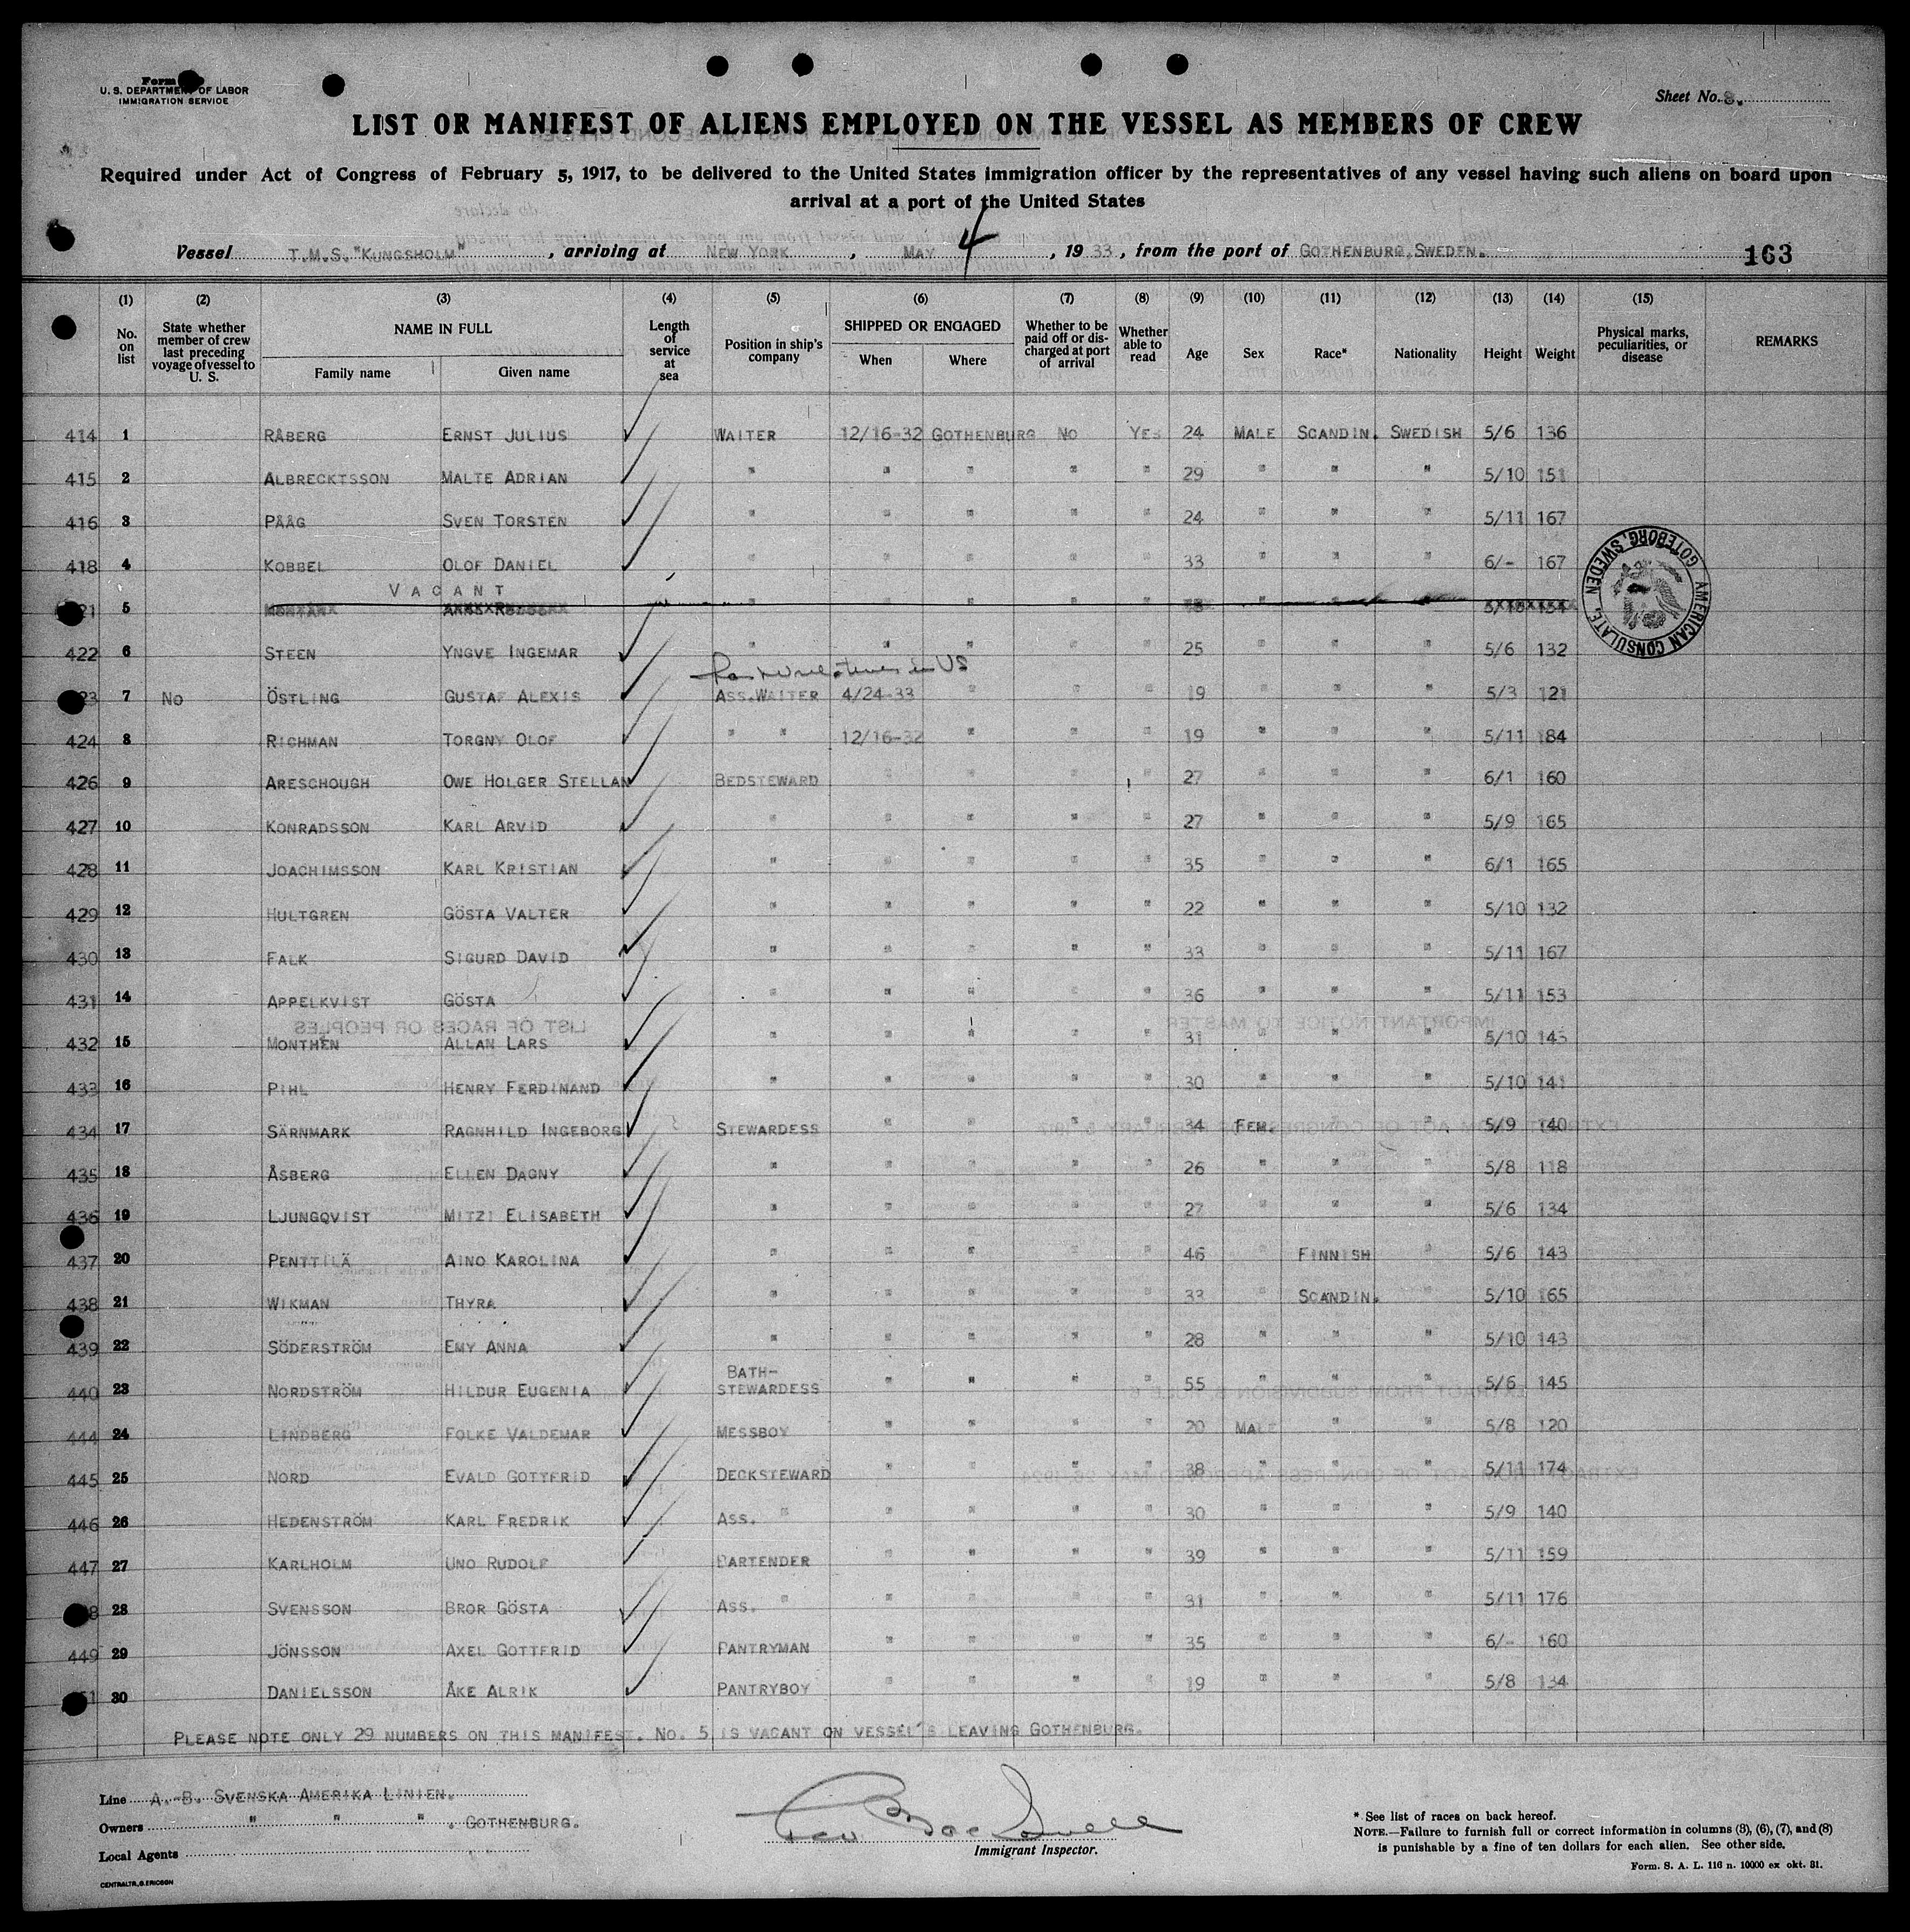 Form
U. S. DEPARTMENT OF LABOR
IMMIGRATION SERVICE
Sheet No. 8.
LIST OR MANIFEST OF ALIENS EMPLOYED ON THE VESSEL AS MEMBERS OF CREW
Required under Act of Congress of February 5, 1917, to be delivered to the United States immigration officer by the representatives of any vessel having such aliens on board upon
arrival at a port of the United States
Vessel T.M.S."KUNGSHOLM", arriving at NEW YORK, MAY 4, 1933, from the port of GOTHENBURG, SWEDEN. 163
(1) (2) (3) (4) (5) (6) (7) (8) (9) (10) (11) (12) (13) (14) (15)
No. on list State whether member of crew last preceding voyage of vessel to U. S. NAME IN FULL Family name Given name Length of service at sea Position in ship's company SHIPPED OR ENGAGED When Where Whether to be paid off or discharged at port of arrival Whether able to read Age Sex Race* Nationality Height Weight Physical marks, peculiarities, or disease REMARKS
414 1 RÅBERG ERNST JULIUS WAITER 12/16-32 GOTHENBURG NO YES 24 MALE SCANDIN. SWEDISH 5/6 136
415 2 ALBRECKTSSON MALTE ADRIAN " " " " " 29 " " " 5/10 151
416 3 PÅÅG SVEN TORSTEN " " " " " 24 " " " 5/11 167
418 4 KOBBEL OLOF DANIEL " " " " " 33 " " " 6/- 167
VACANT
21 5
422 6 STEEN YNGVE INGEMAR " " " " " 25 " " " 5/6 132
in US
23 7 NO ÖSTLING GUSTAF ALEXIS ASS.WAITER 4/24-33 " " " 19 " " " 5/3 121
424 8 RICHMAN TORGNY OLOF " " 12/16-32 " " " 19 " " " 5/11 184
426 9 ARESCHOUGH OWE HOLGER STELLAN BEDSTEWARD " " " " 27 " " " 6/1 160
427 10 KONRADSSON KARL ARVID " " " " " 27 " " " 5/9 165
428 11 JOACHIMSSON KARL KRISTIAN " " " " " 35 " " " 6/1 165
429 12 HULTGREN GÖSTA VALTER " " " " " 22 " " " 5/10 132
430 13 FALK SIGURD DAVID " " " " " 33 " " " 5/11 167
431 14 APPELKVIST GÖSTA " " " " " 36 " " " 5/11 153
432 15 MONTHÉN ALLAN LARS " " " " " 31 " " " 5/10 145
433 16 PIHL HENRY FERDINAND " " " " " 30 " " " 5/10 141
434 17 SÄRNMARK RAGNHILD INGEBORG STEWARDESS " " " " 34 FEM. " " 5/9 140
435 18 ÅSBERG ELLEN DAGNY " " " " " 26 " " " 5/8 118
436 19 LJUNGQVIST MITZI ELISABETH " " " " " 27 " " " 5/6 134
437 20 PENTTILÄ AINO KAROLINA " " " " " 46 " FINNISH " 5/6 143
438 21 WIKMAN THYRA " " " " " 33 " SCANDIN. " 5/10 165
439 22 SÖDERSTRÖM EMY ANNA " " " " " 28 " " " 5/10 143
440 23 NORDSTRÖM HILDUR EUGENIA BATH-STEWARDESS " " " " 55 " " " 5/6 145
444 24 LINDBERG FOLKE VALDEMAR MESSBOY " " " " 20 MALE " " 5/8 120
445 25 NORD EVALD GOTTFRID DECKSTEWARD " " " " 38 " " " 5/11 174
446 26 HEDENSTRÖM KARL FREDRIK ASS. " " " " " 30 " " " 5/9 140
447 27 KARLHOLM UNO RUDOLF BARTENDER " " " " 39 " " " 5/11 159
8 28 SVENSSON BROR GÖSTA ASS. " " " " " 31 " " " 5/11 176
449 29 JÖNSSON AXEL GOTTFRID PANTRYMAN " " " " 35 " " " 6/- 160
51 30 DANIELSSON ÅKE ALRIK PANTRYBOY " " " " 19 " " " 5/8 134
AMERICAN CONSULATE, GOTEBORG, SWEDEN
PLEASE NOTE ONLY 29 NUMBERS ON THIS MANIFEST. NO. 5 IS VACANT ON VESSEL'S LEAVING GOTHENBURG.
Line A.-B. SVENSKA AMERIKA LINIEN.
Owners " " " . GOTHENBURG.
Local Agents
Immigrant Inspector.
CENTRALTR., G. ERICSON
* See list of races on back hereof.
NOTE.—Failure to furnish full or correct information in columns (3), (6), (7), and (8)
is punishable by a fine of ten dollars for each alien. See other side.
Form. S. A. L. 116 n. 10000 ex okt. 31.